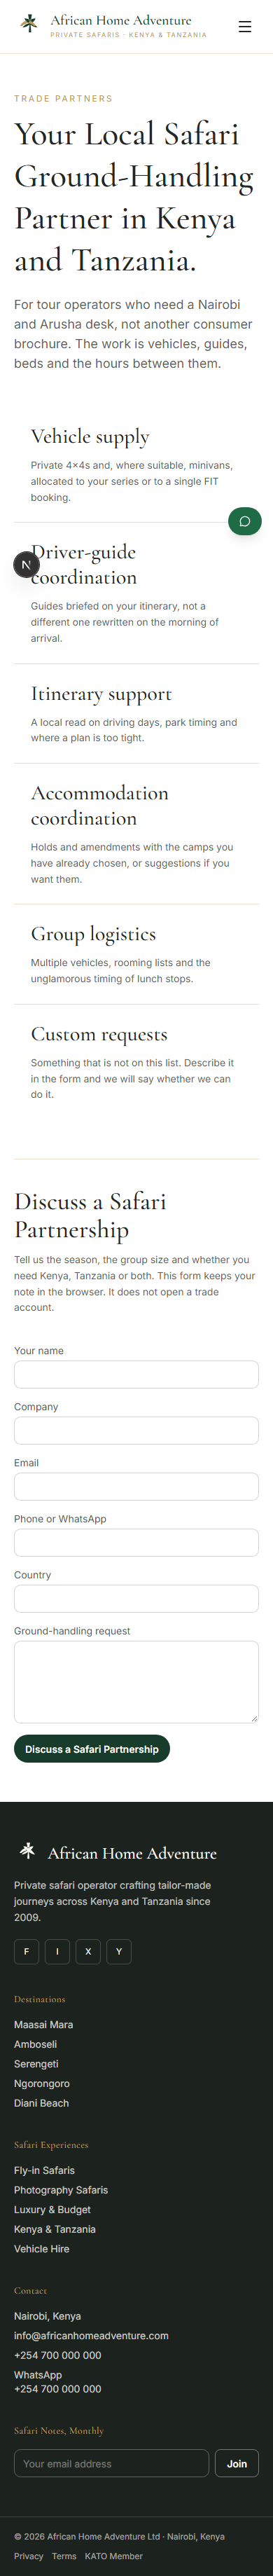 African Home Adventure
PRIVATE SAFARIS · KENYA & TANZANIA
TRADE PARTNERS
Your Local Safari
Ground-Handling
Partner in Kenya
and Tanzania.
For tour operators who need a Nairobi
and Arusha desk, not another consumer
brochure. The work is vehicles, guides,
beds and the hours between them.
Vehicle supply
Private 4×4s and, where suitable, minivans,
allocated to your series or to a single FIT
booking.
N
Driver-guide
coordination
Guides briefed on your itinerary, not a
different one rewritten on the morning of
arrival.
Itinerary support
A local read on driving days, park timing and
where a plan is too tight.
Accommodation
coordination
Holds and amendments with the camps you
have already chosen, or suggestions if you
want them.
Group logistics
Multiple vehicles, rooming lists and the
unglamorous timing of lunch stops.
Custom requests
Something that is not on this list. Describe it
in the form and we will say whether we can
do it.
Discuss a Safari
Partnership
Tell us the season, the group size and whether you
need Kenya, Tanzania or both. This form keeps your
note in the browser. It does not open a trade
account.
Your name
Company
Email
Phone or WhatsApp
Country
Ground-handling request
Discuss a Safari Partnership
African Home Adventure
Private safari operator crafting tailor-made
journeys across Kenya and Tanzania since
2009.
F I X Y
Destinations
Maasai Mara
Amboseli
Serengeti
Ngorongoro
Diani Beach
Safari Experiences
Fly-in Safaris
Photography Safaris
Luxury & Budget
Kenya & Tanzania
Vehicle Hire
Contact
Nairobi, Kenya
info@africanhomeadventure.com
+254 700 000 000
WhatsApp
+254 700 000 000
Safari Notes, Monthly
Your email address
Join
© 2026 African Home Adventure Ltd · Nairobi, Kenya
Privacy Terms KATO Member